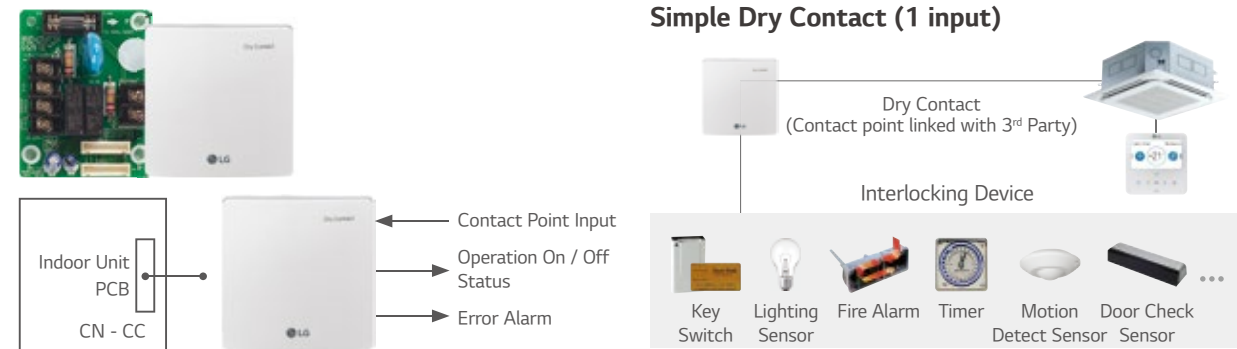 Dry Contact
LG
Indoor Unit
PCB
CN - CC
Dry Contact
LG
Contact Point Input
Operation On / Off
Status
Error Alarm
Simple Dry Contact (1 input)
LG
Dry Contact
(Contact point linked with 3rd Party)
Interlocking Device
Key
Switch
Lighting
Sensor
Fire Alarm
Timer
Motion
Detect Sensor
Door Check
Sensor